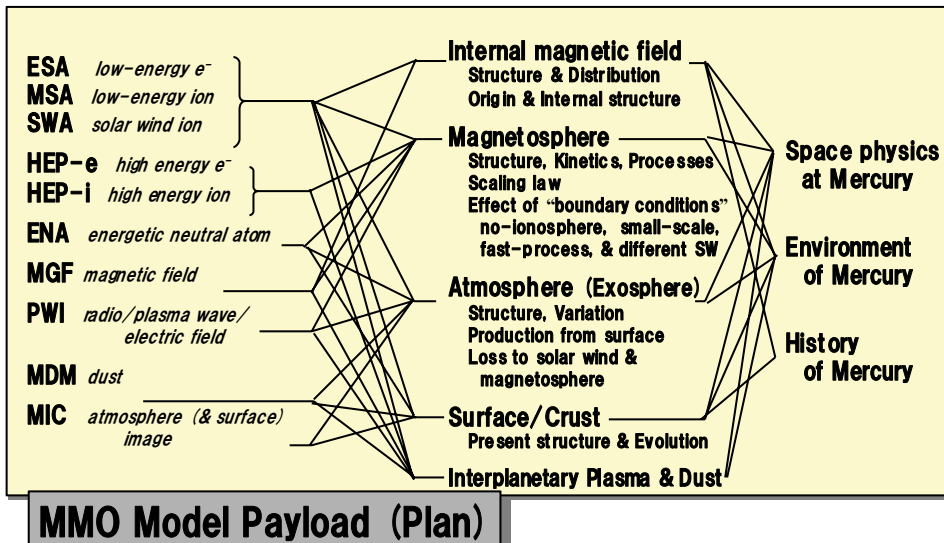 ESA low-energy e⁻
MSA low-energy ion
SWA solar wind ion
HEP-e high energy e⁻
HEP-i high energy ion
ENA energetic neutral atom
MGF magnetic field
PWI radio/plasma wave/
electric field
MDM dust
MIC atmosphere (& surface)
image
Internal magnetic field
Structure & Distribution
Origin & Internal structure
Magnetosphere
Structure, Kinetics, Processes
Scaling law
Effect of “boundary conditions”
no-ionosphere, small-scale,
fast-process, & different SW
Atmosphere (Exosphere)
Structure, Variation
Production from surface
Loss to solar wind &
magnetosphere
Surface/Crust
Present structure & Evolution
Interplanetary Plasma & Dust
Space physics
at Mercury
Environment
of Mercury
History
of Mercury
MMO Model Payload (Plan)